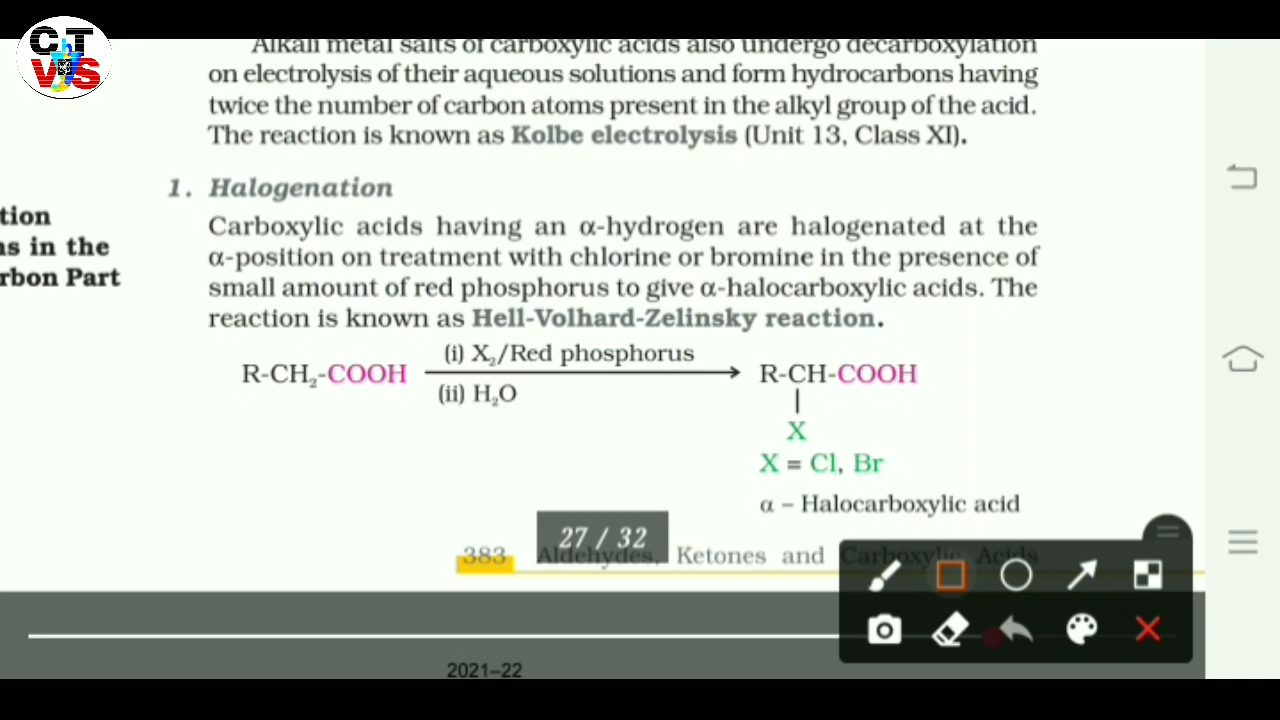 CTVS
Alkali metal salts of carboxylic acids also undergo decarboxylation
on electrolysis of their aqueous solutions and form hydrocarbons having
twice the number of carbon atoms present in the alkyl group of the acid.
The reaction is known as Kolbe electrolysis (Unit 13, Class XI).
1. Halogenation
tion
ns in the
rbon Part
Carboxylic acids having an α-hydrogen are halogenated at the
α-position on treatment with chlorine or bromine in the presence of
small amount of red phosphorus to give α-halocarboxylic acids. The
reaction is known as Hell-Volhard-Zelinsky reaction.
(i) X₂/Red phosphorus
R-CH₂-COOH
R-CH-COOH
(ii) H₂O
|
X
X = Cl, Br
α – Halocarboxylic acid
27 / 32
383 Aldehydes, Ketones and Carboxylic Acids
2021–22